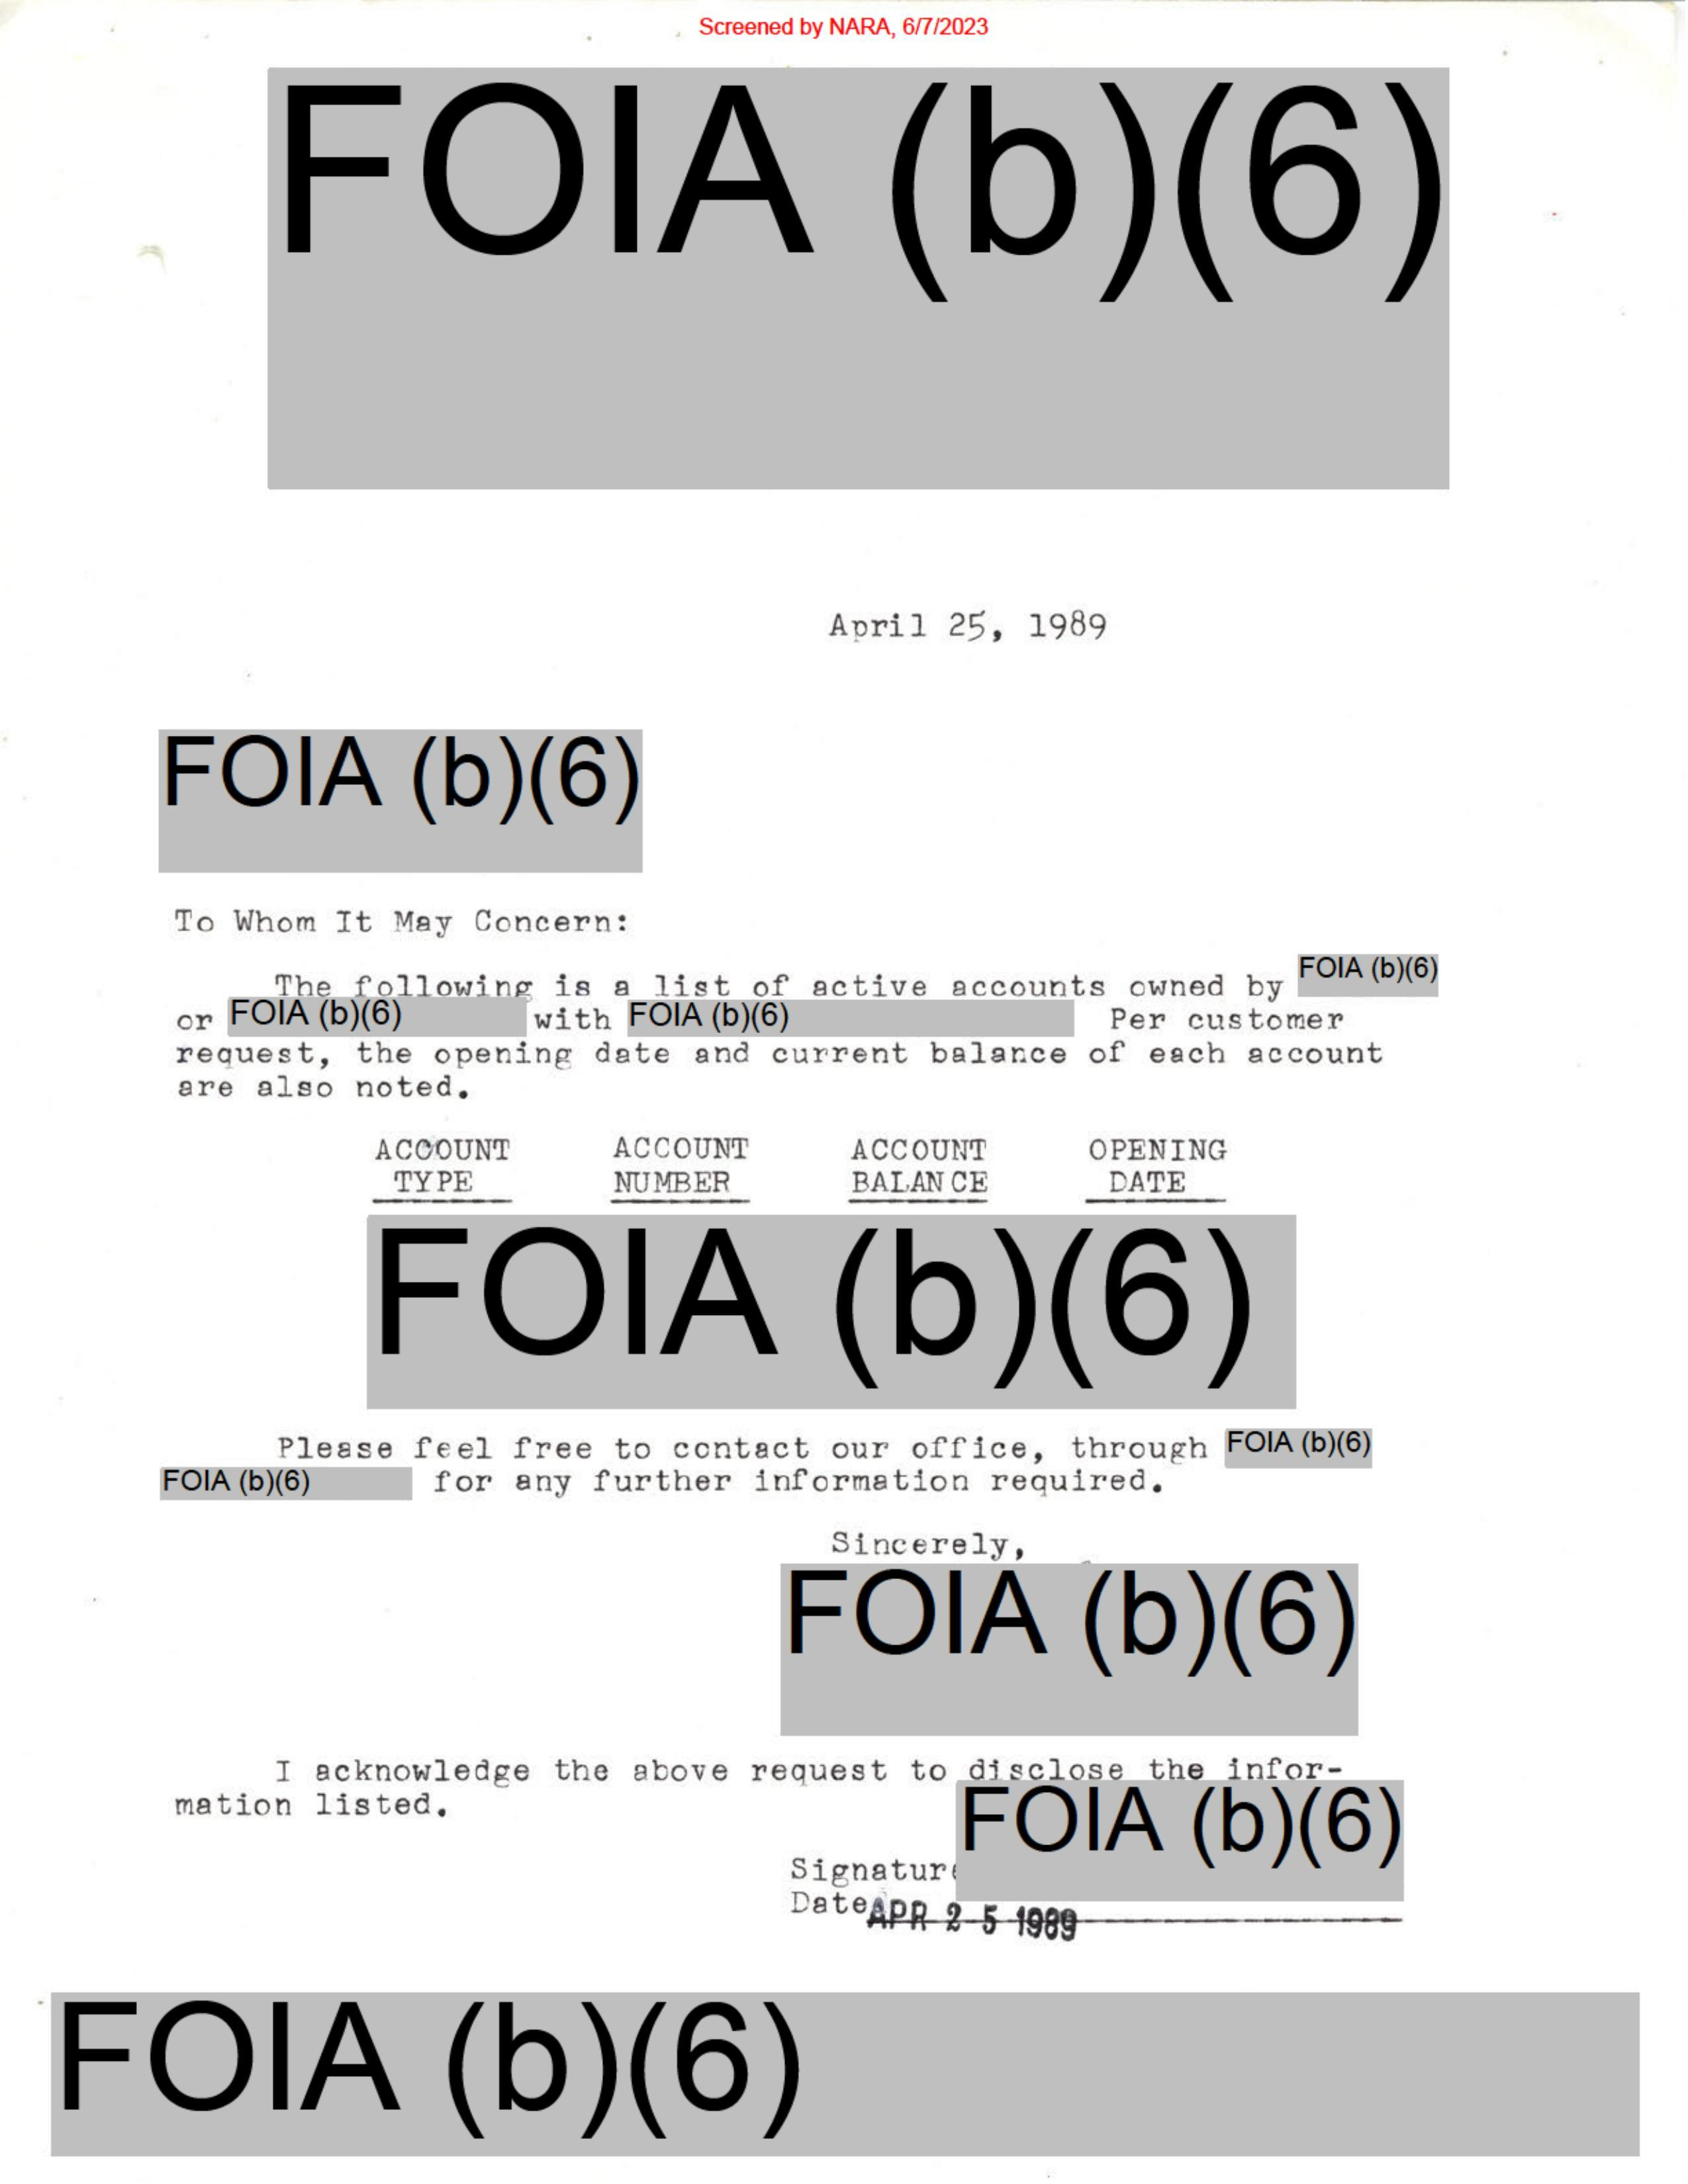 Screened by NARA, 6/7/2023
FOIA (b)(6)
April 25, 1989
FOIA (b)(6)
To Whom It May Concern:
The following is a list of active accounts owned by FOIA (b)(6)
or FOIA (b)(6) with FOIA (b)(6) Per customer
request, the opening date and current balance of each account
are also noted.
ACCOUNT ACCOUNT ACCOUNT OPENING
TYPE NUMBER BALANCE DATE
FOIA (b)(6)
Please feel free to contact our office, through FOIA (b)(6)
FOIA (b)(6) for any further information required.
Sincerely,
FOIA (b)(6)
I acknowledge the above request to disclose the infor-
mation listed.
FOIA (b)(6)
Signature
Date APR 25 1989
FOIA (b)(6)